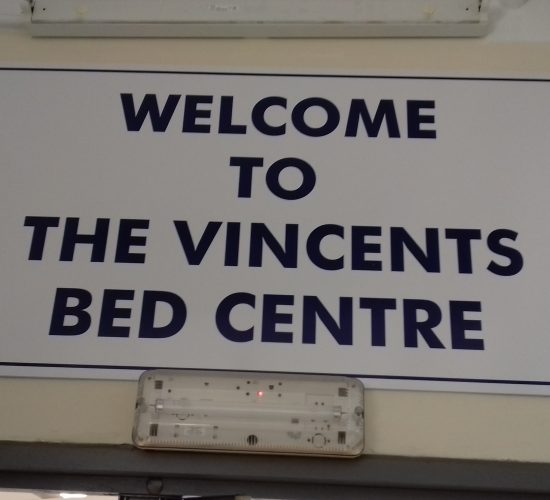 WELCOME
TO
THE VINCENTS
BED CENTRE